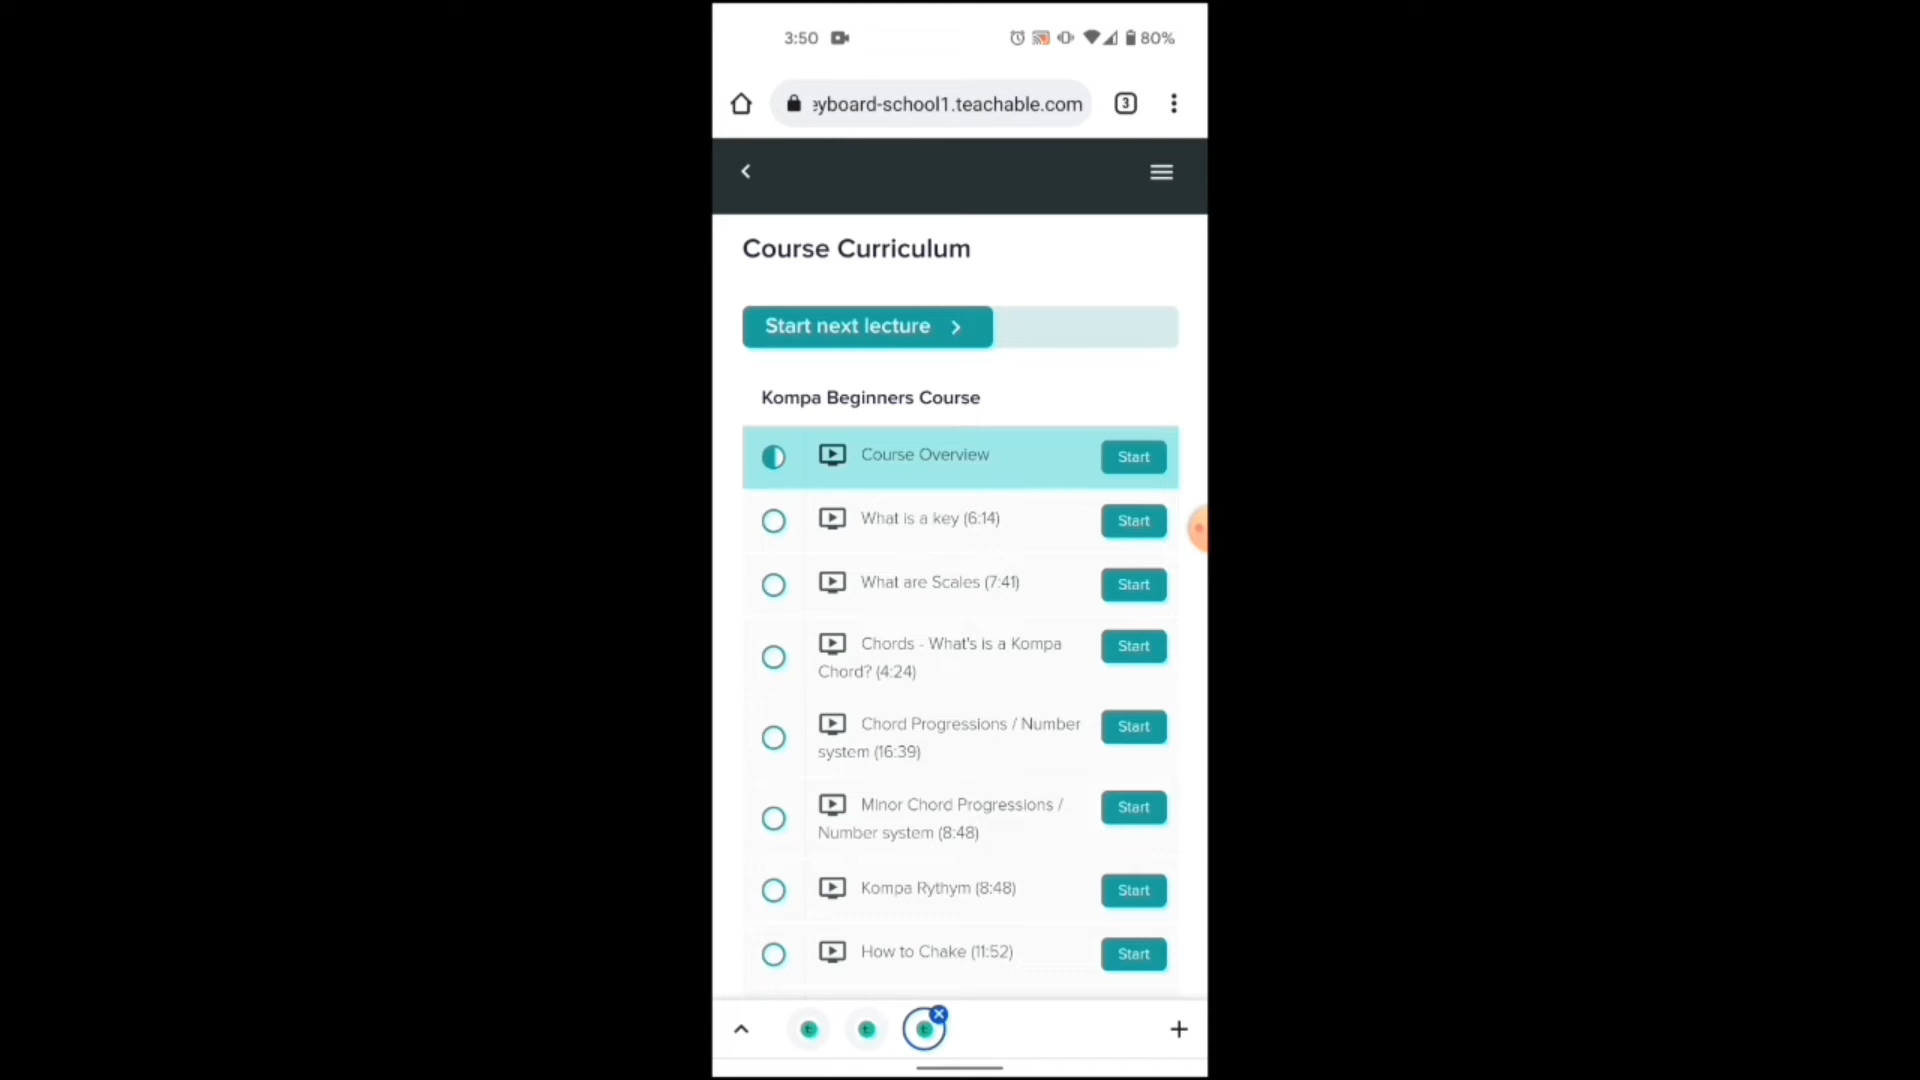 3:50
80%
eyboard-school1.teachable.com
3
Course Curriculum
Start next lecture
Kompa Beginners Course
Course Overview
Start
What is a key (6:14)
Start
What are Scales (7:41)
Start
Chords - What's is a Kompa
Chord? (4:24)
Start
Chord Progressions / Number
system (16:39)
Start
Minor Chord Progressions /
Number system (8:48)
Start
Kompa Rythym (8:48)
Start
How to Chake (11:52)
Start